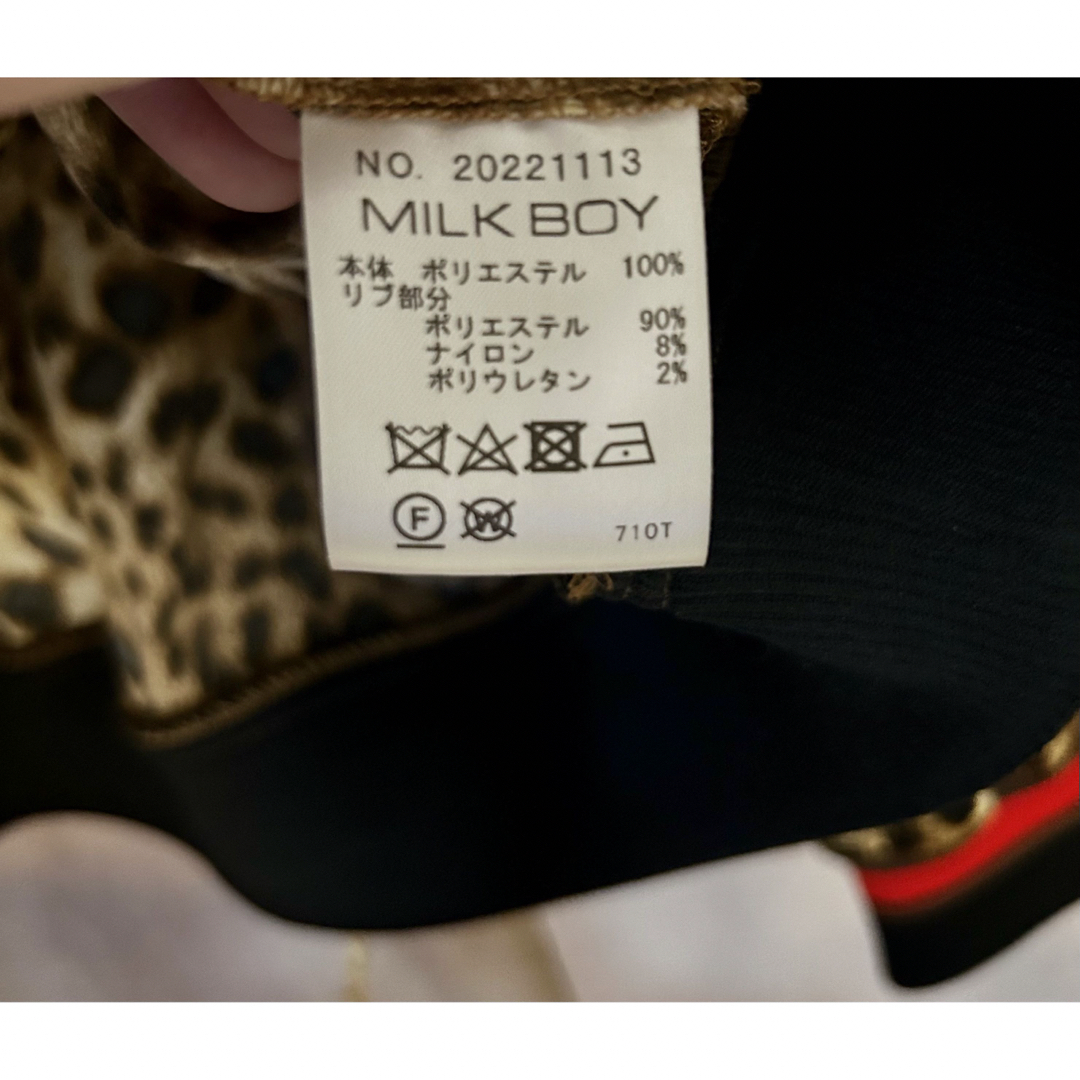 NO. 20221113
MILK BOY
本体 ポリエステル 100%
リブ部分
ポリエステル 90%
ナイロン 8%
ポリウレタン 2%
F W 710T